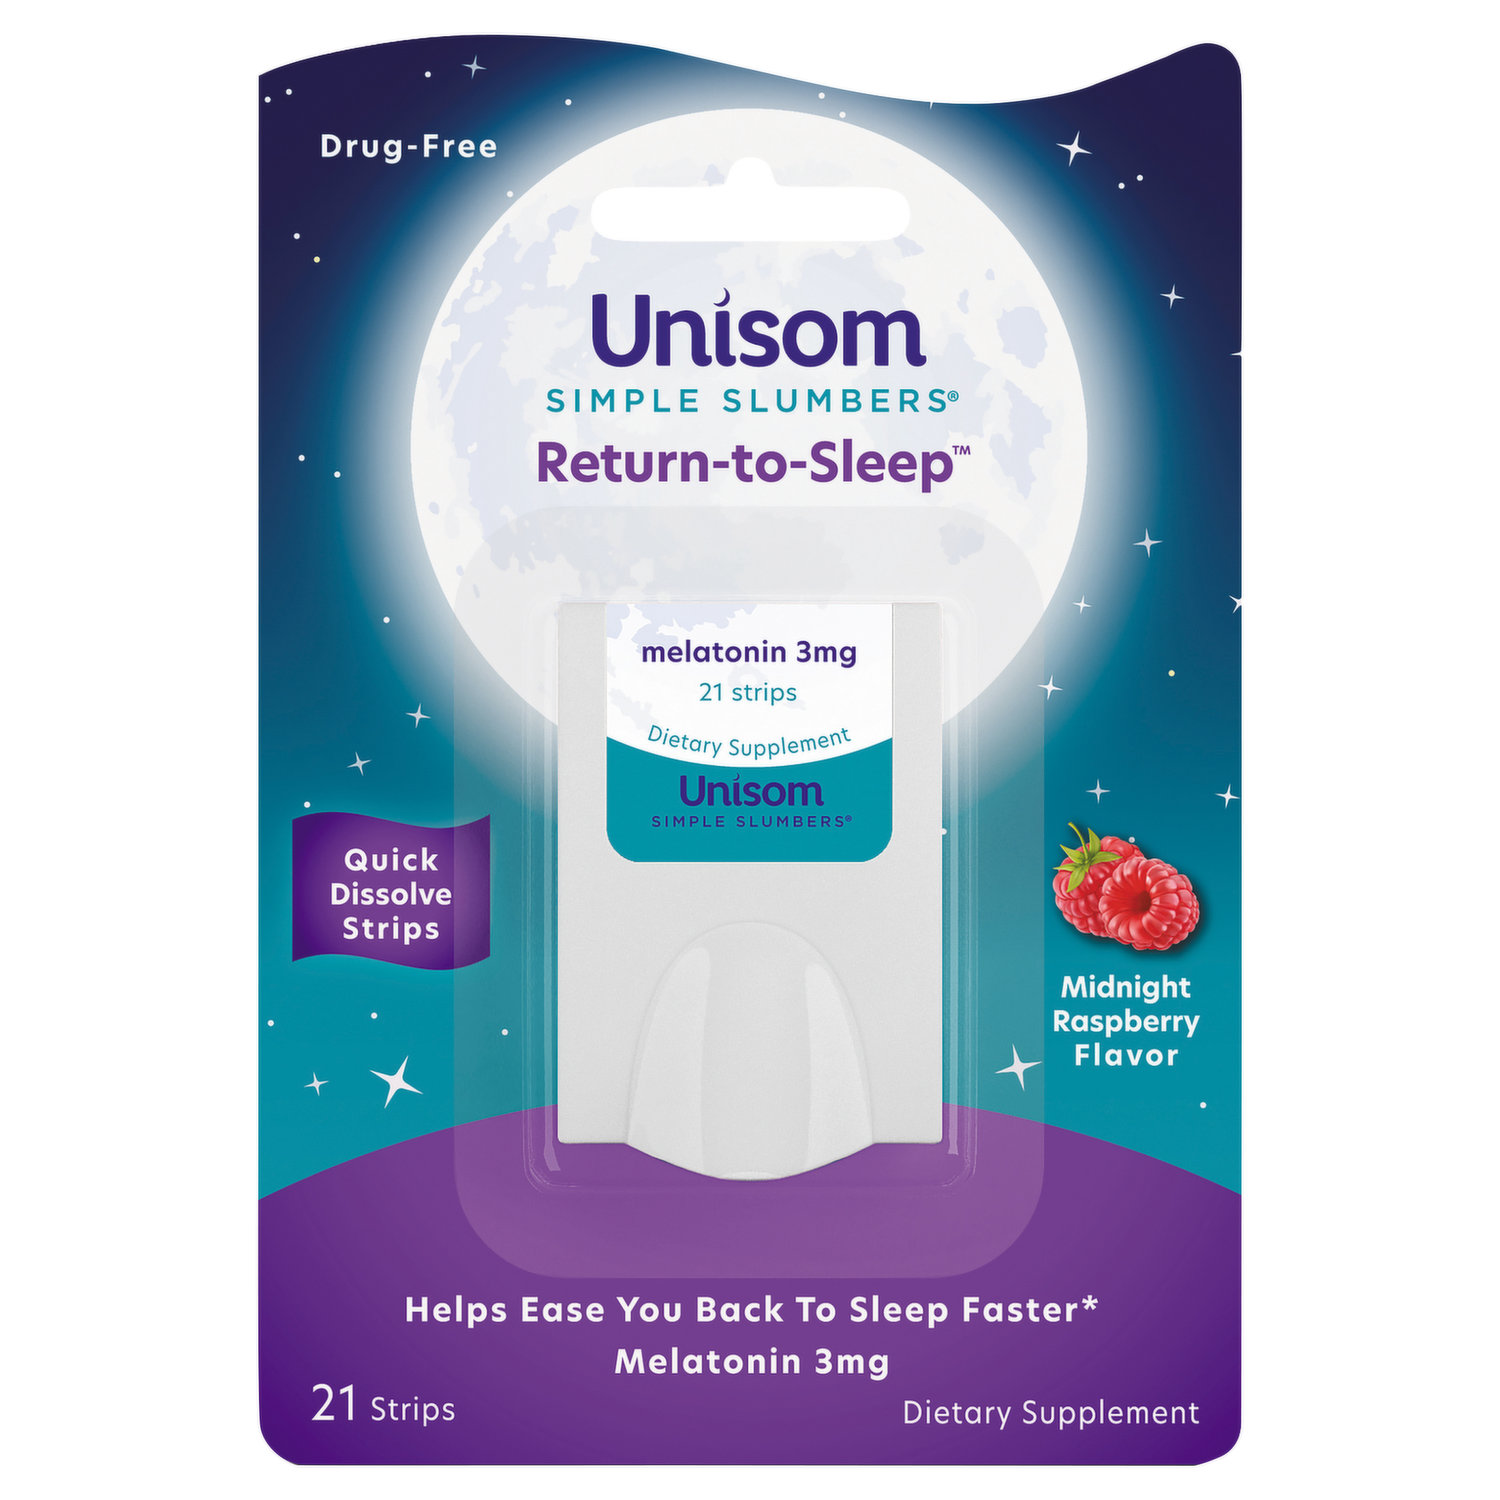 Drug-Free
Unisom
SIMPLE SLUMBERS®
Return-to-Sleep™
melatonin 3mg
21 strips
Dietary Supplement
Unisom
SIMPLE SLUMBERS®
Quick
Dissolve
Strips
Midnight
Raspberry
Flavor
Helps Ease You Back To Sleep Faster*
Melatonin 3mg
21 Strips
Dietary Supplement